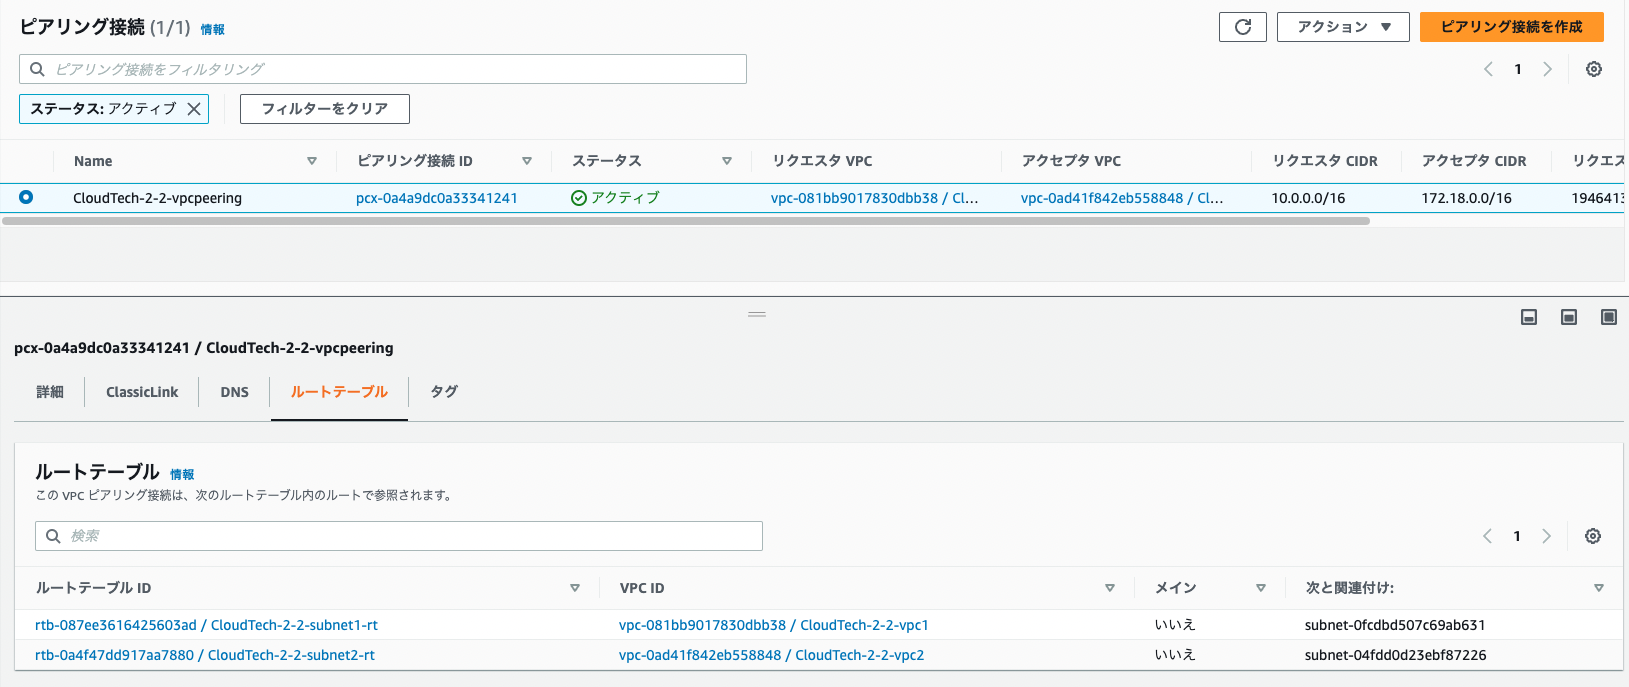 ピアリング接続 (1/1) 情報
アクション
ピアリング接続を作成
ピアリング接続をフィルタリング
1
ステータス: アクティブ
フィルターをクリア
Name ピアリング接続 ID ステータス リクエスタ VPC アクセプタ VPC リクエスタ CIDR アクセプタ CIDR リクエス
CloudTech-2-2-vpcpeering pcx-0a4a9dc0a33341241 アクティブ vpc-081bb9017830dbb38 / Cl... vpc-0ad41f842eb558848 / Cl... 10.0.0.0/16 172.18.0.0/16 1946413
pcx-0a4a9dc0a33341241 / CloudTech-2-2-vpcpeering
詳細 ClassicLink DNS ルートテーブル タグ
ルートテーブル 情報
この VPC ピアリング接続は、次のルートテーブル内のルートで参照されます。
検索
1
ルートテーブル ID VPC ID メイン 次と関連付け:
rtb-087ee3616425603ad / CloudTech-2-2-subnet1-rt vpc-081bb9017830dbb38 / CloudTech-2-2-vpc1 いいえ subnet-0fcdbd507c69ab631
rtb-0a4f47dd917aa7880 / CloudTech-2-2-subnet2-rt vpc-0ad41f842eb558848 / CloudTech-2-2-vpc2 いいえ subnet-04fdd0d23ebf87226